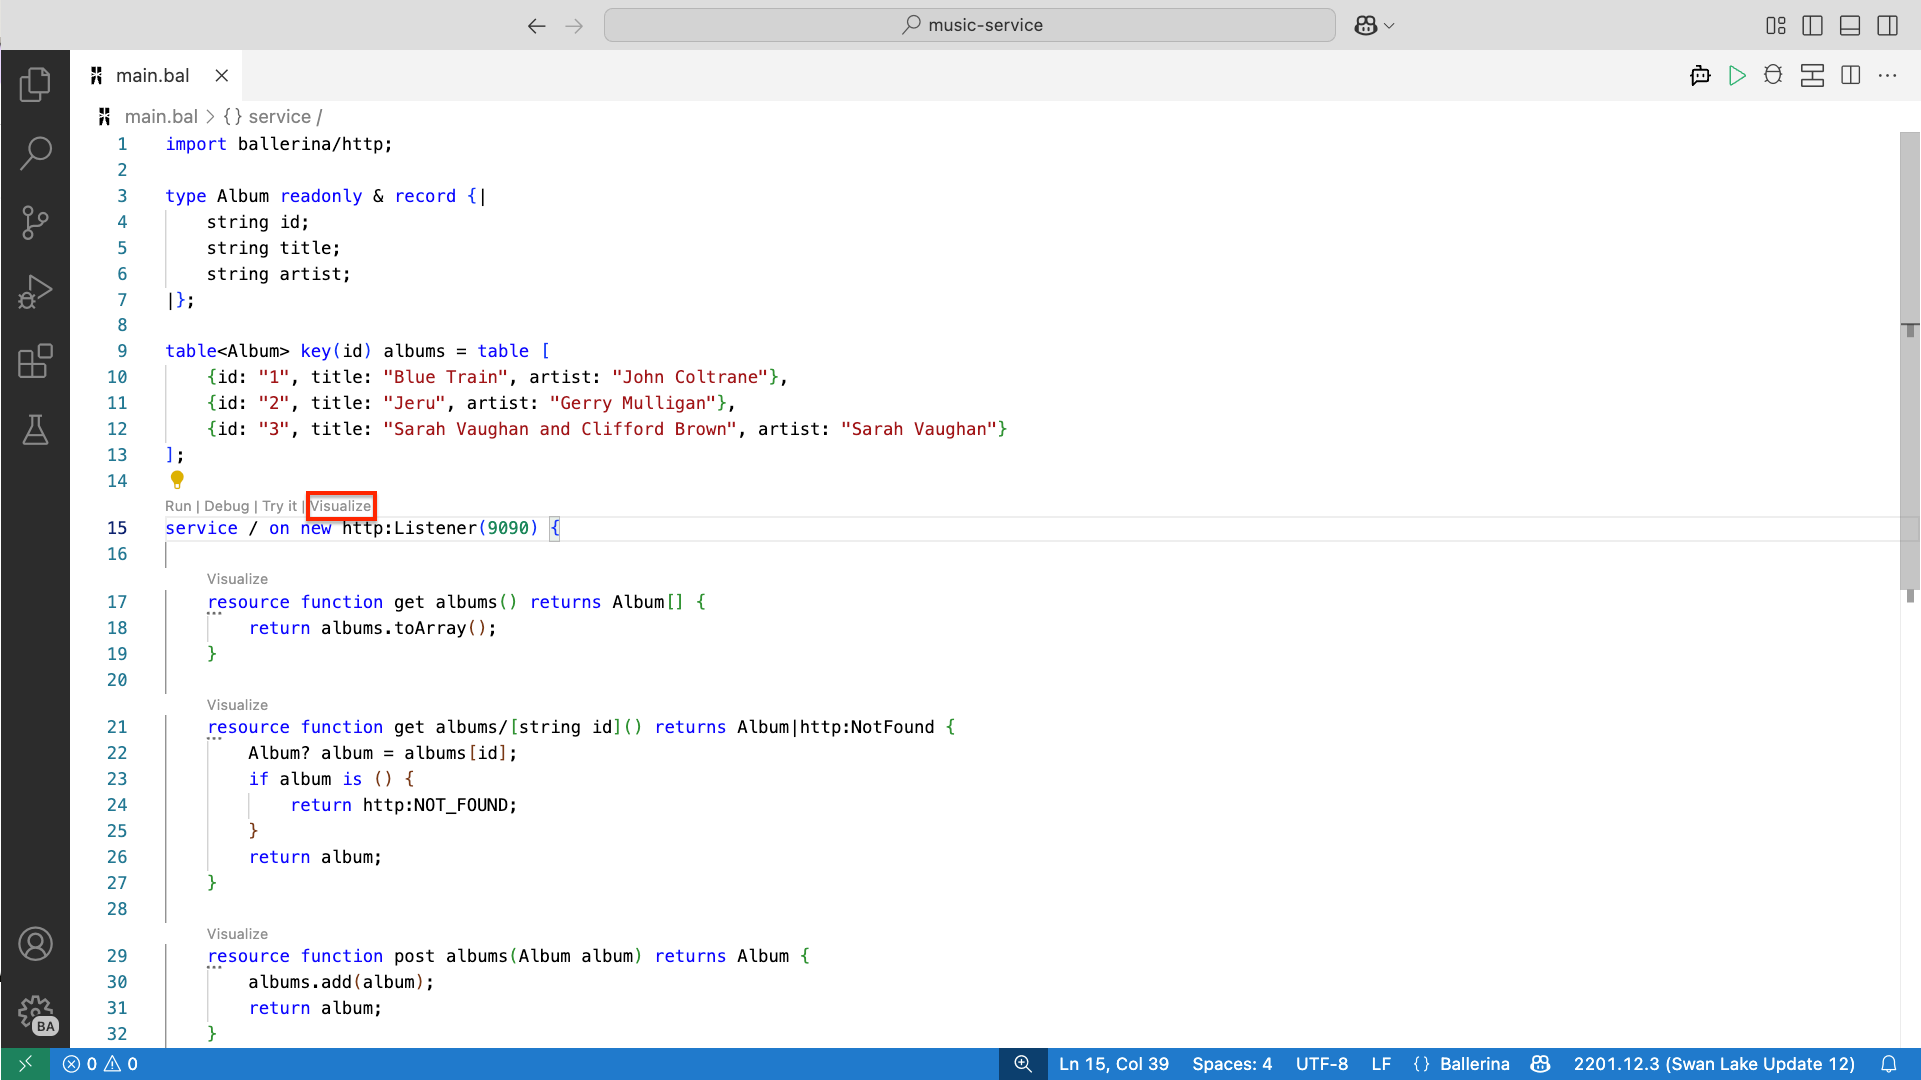 music-service
main.bal
main.bal > {} service /
1 import ballerina/http;
2
3 type Album readonly & record {|
4     string id;
5     string title;
6     string artist;
7 |};
8
9 table<Album> key(id) albums = table [
10     {id: "1", title: "Blue Train", artist: "John Coltrane"},
11     {id: "2", title: "Jeru", artist: "Gerry Mulligan"},
12     {id: "3", title: "Sarah Vaughan and Clifford Brown", artist: "Sarah Vaughan"}
13 ];
14
Run | Debug | Try it | Visualize
15 service / on new http:Listener(9090) {
16
Visualize
17     resource function get albums() returns Album[] {
18         return albums.toArray();
19     }
20
Visualize
21     resource function get albums/[string id]() returns Album|http:NotFound {
22         Album? album = albums[id];
23         if album is () {
24             return http:NOT_FOUND;
25         }
26         return album;
27     }
28
Visualize
29     resource function post albums(Album album) returns Album {
30         albums.add(album);
31         return album;
32     }
BA
0 0 Ln 15, Col 39 Spaces: 4 UTF-8 LF {} Ballerina 2201.12.3 (Swan Lake Update 12)